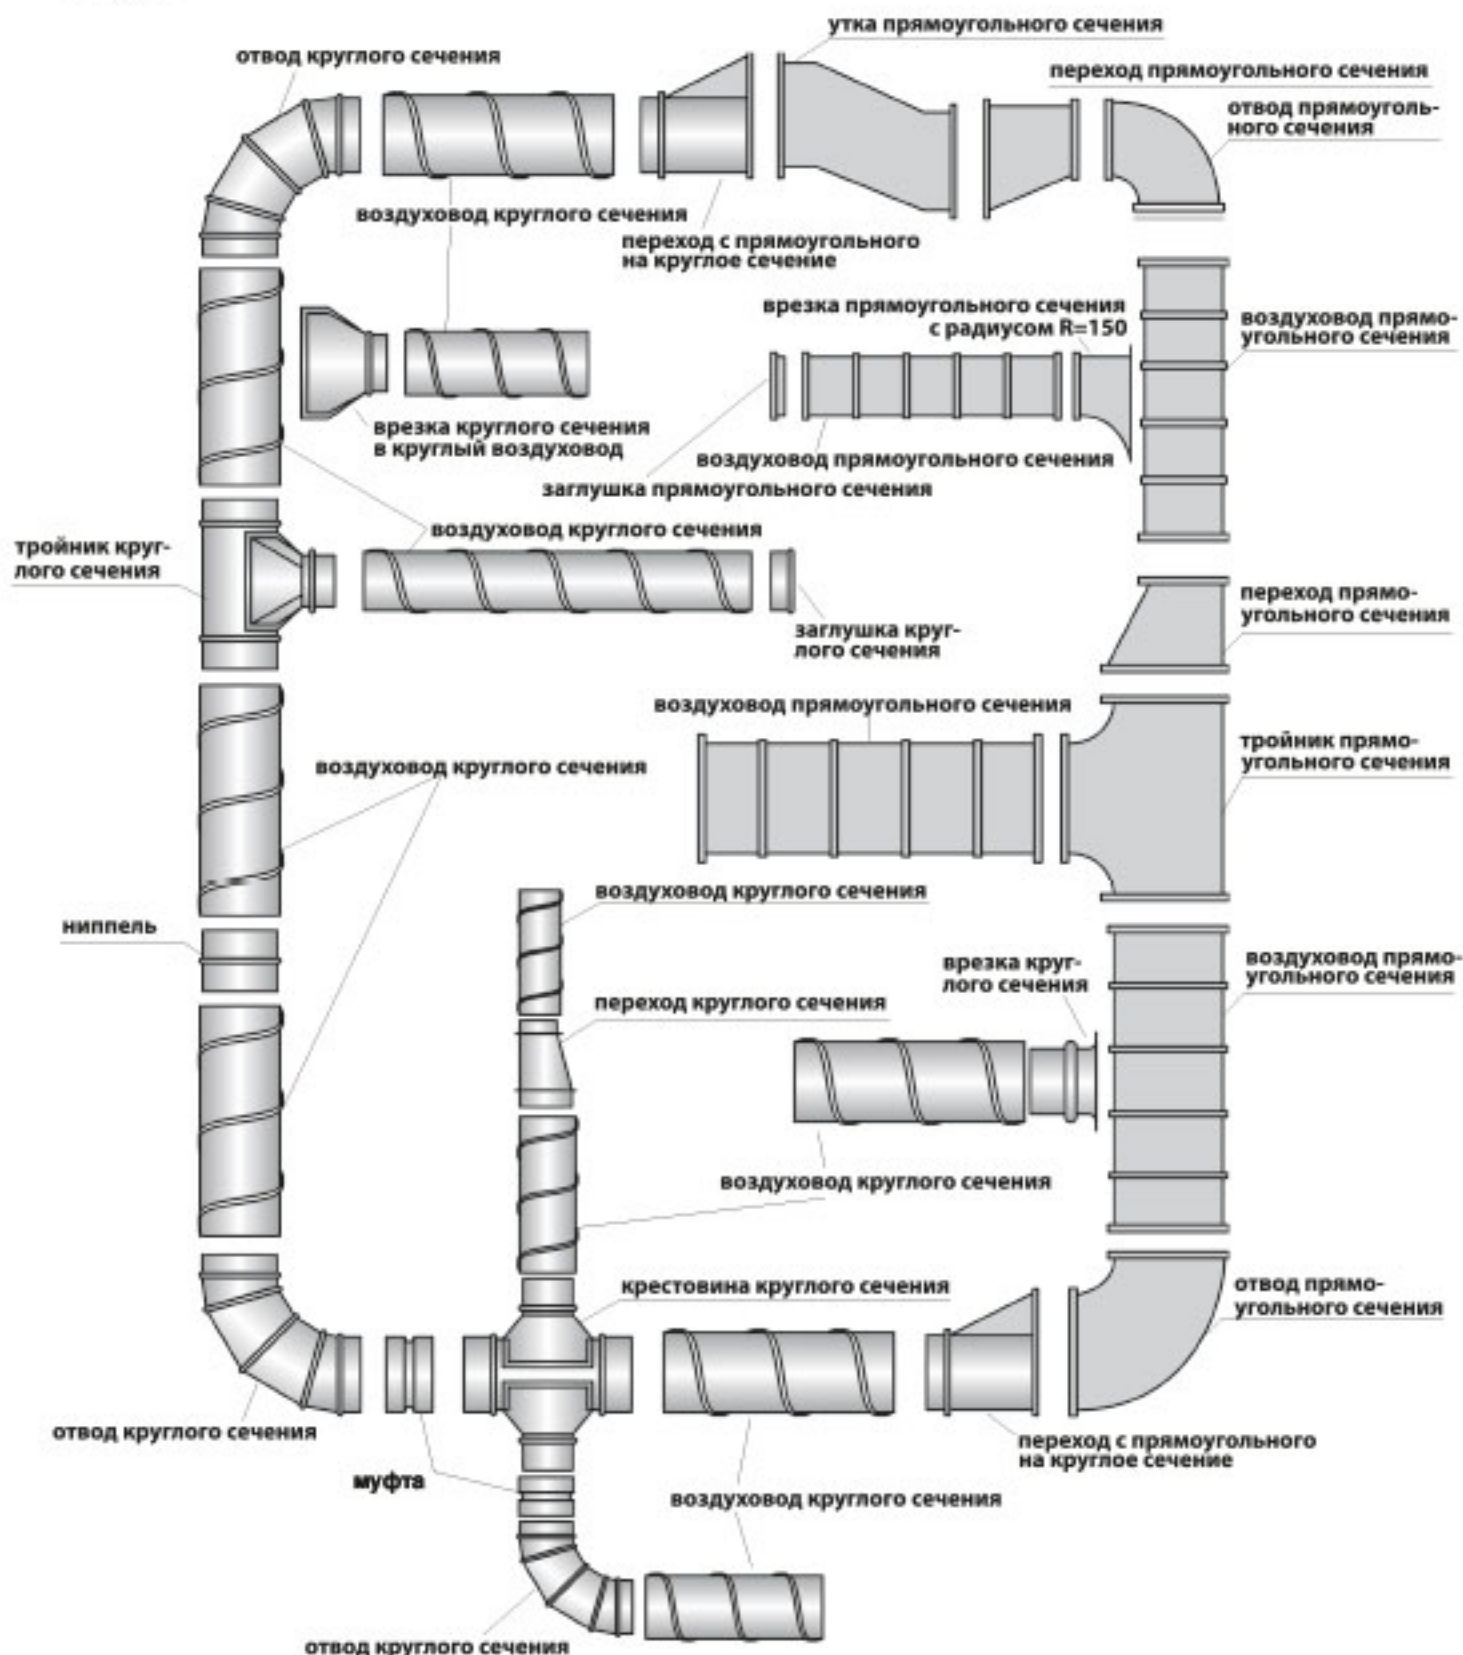 утка прямоугольного сечения
отвод круглого сечения
переход прямоугольного сечения
отвод прямоуголь-
ного сечения
воздуховод круглого сечения
переход с прямоугольного
на круглое сечение
врезка прямоугольного сечения
с радиусом R=150
воздуховод прямо-
угольного сечения
врезка круглого сечения
в круглый воздуховод
воздуховод прямоугольного сечения
заглушка прямоугольного сечения
воздуховод круглого сечения
тройник круг-
лого сечения
переход прямо-
угольного сечения
заглушка круг-
лого сечения
воздуховод прямоугольного сечения
тройник прямо-
угольного сечения
воздуховод круглого сечения
воздуховод круглого сечения
ниппель
врезка круг-
лого сечения
воздуховод прямо-
угольного сечения
переход круглого сечения
воздуховод круглого сечения
крестовина круглого сечения
отвод прямо-
угольного сечения
отвод круглого сечения
переход с прямоугольного
на круглое сечение
муфта
воздуховод круглого сечения
отвод круглого сечения